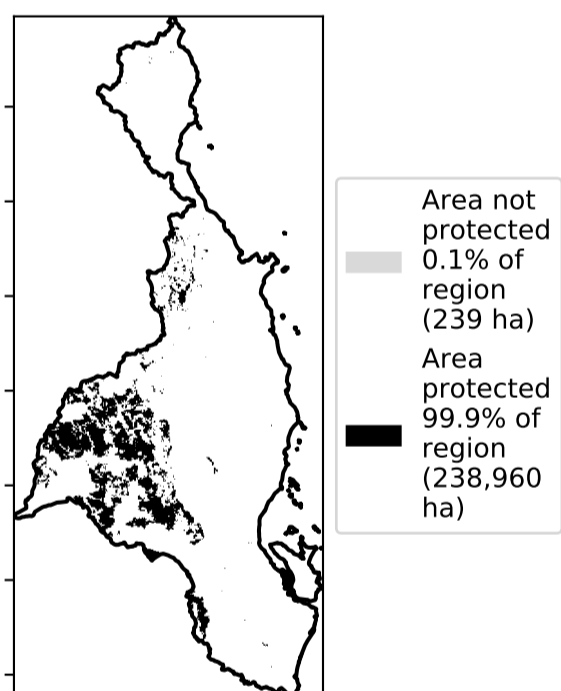 Area not
protected
0.1% of
region
(239 ha)
Area
protected
99.9% of
region
(238,960
ha)